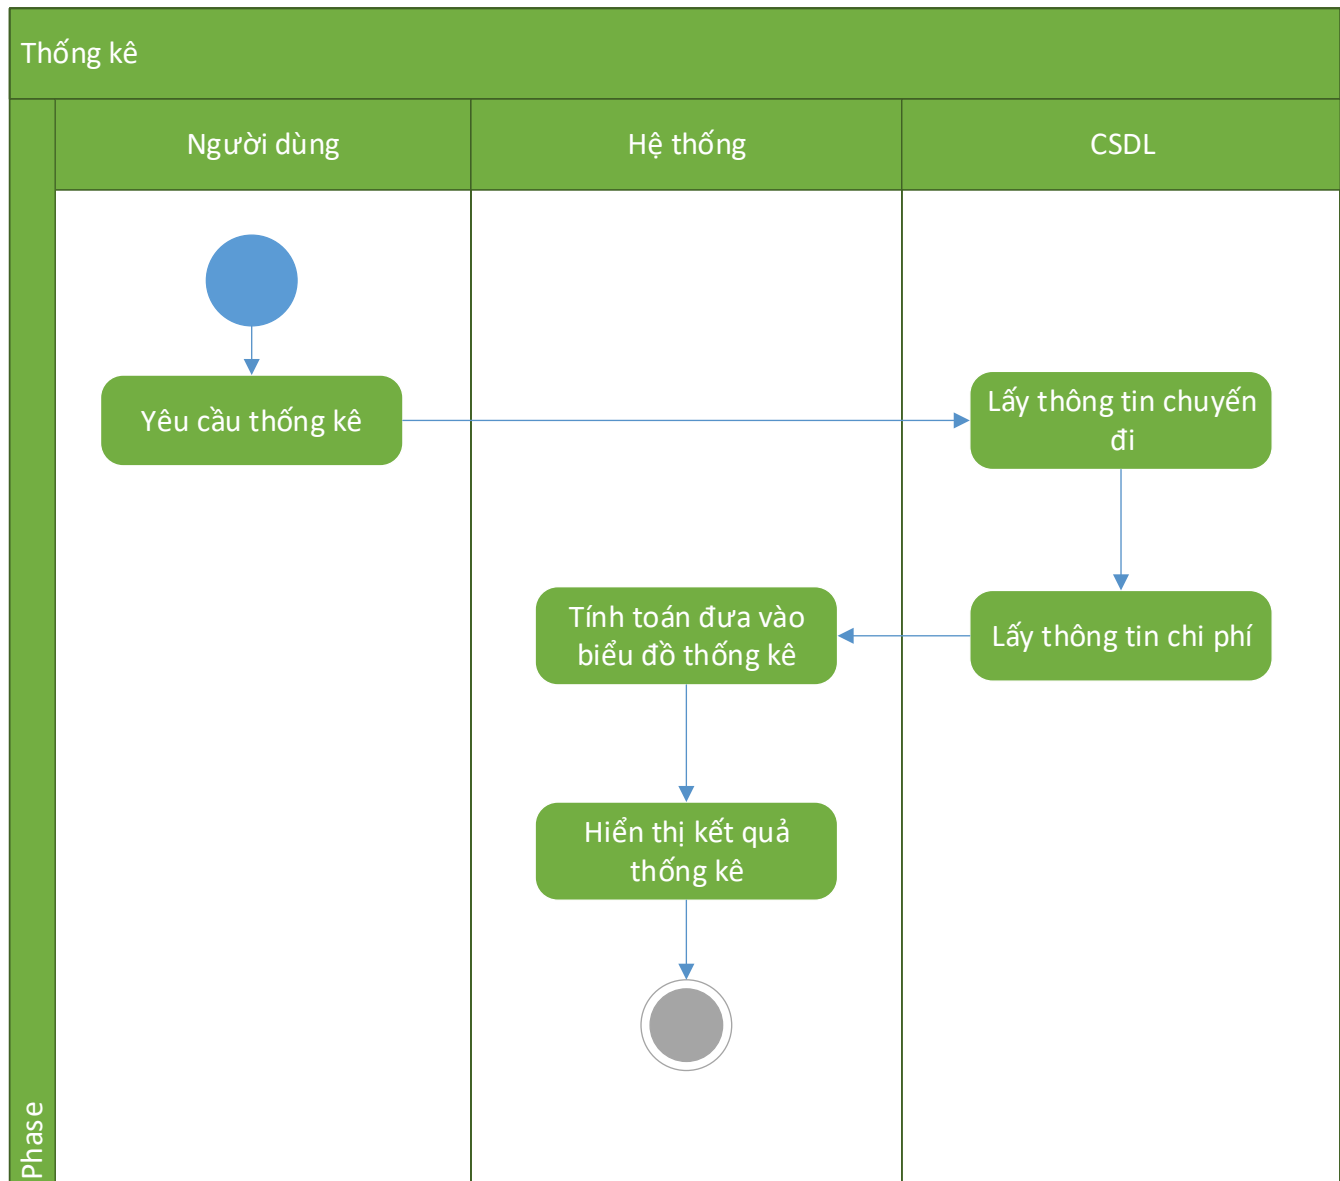 Thống kê
Người dùng
Hệ thống
CSDL
Yêu cầu thống kê
Lấy thông tin chuyến
đi
Tính toán đưa vào
biểu đồ thống kê
Lấy thông tin chi phí
Hiển thị kết quả
thống kê
Phase